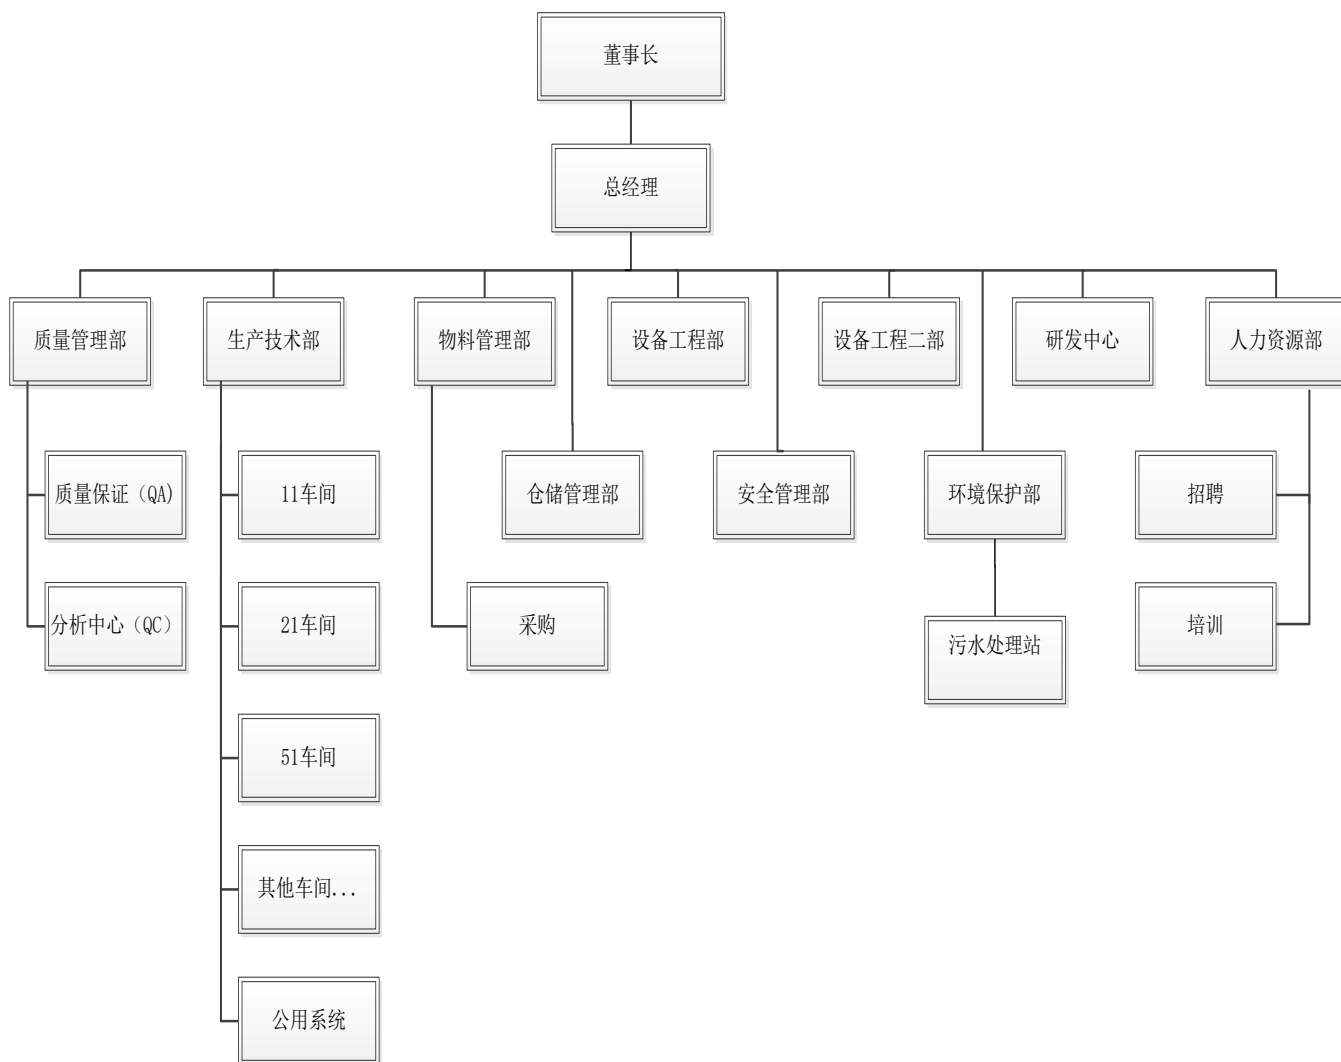 董事长
总经理
质量管理部
生产技术部
物料管理部
设备工程部
设备工程二部
研发中心
人力资源部
质量保证（QA)
11车间
仓储管理部
安全管理部
环境保护部
招聘
分析中心（QC）
21车间
采购
污水处理站
培训
51车间
其他车间...
公用系统